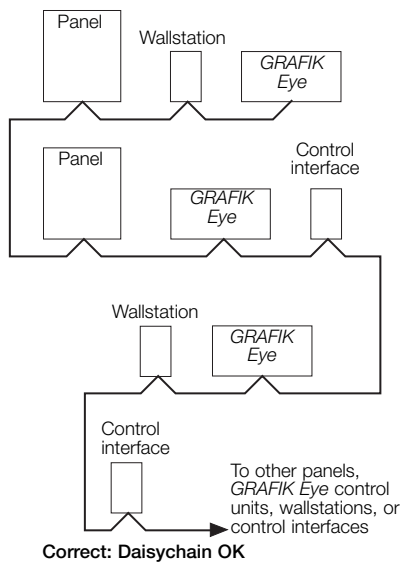 Panel
Wallstation
GRAFIK
Eye
Panel
GRAFIK
Eye
Control
interface
Wallstation
GRAFIK
Eye
Control
interface
To other panels,
GRAFIK Eye control
units, wallstations, or
control interfaces
Correct: Daisychain OK